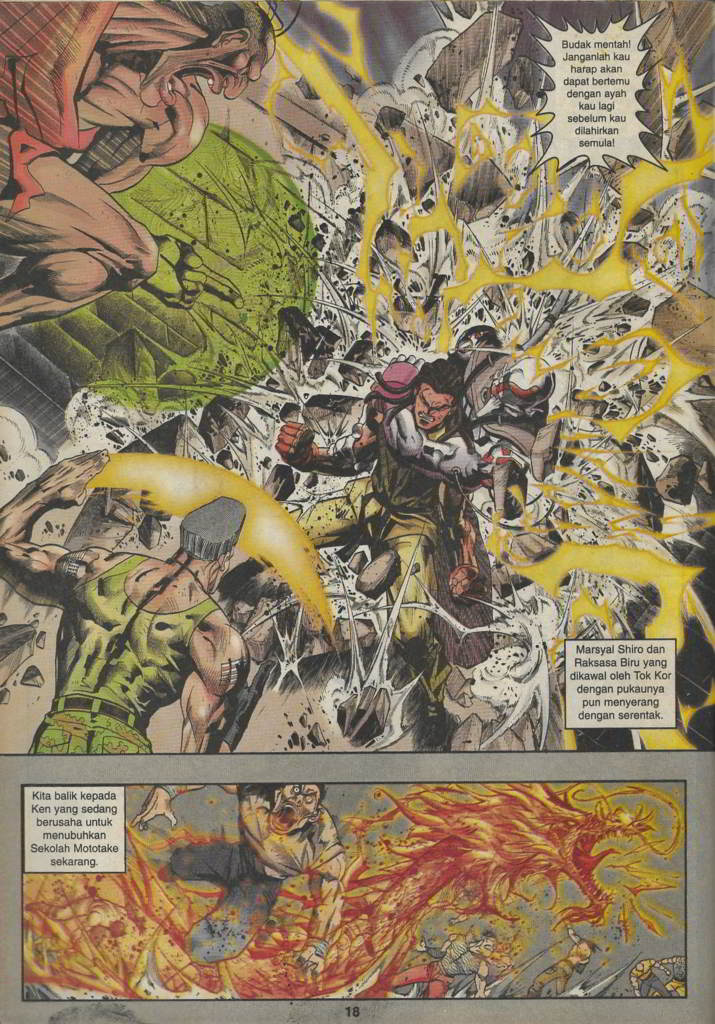 Budak mentah!
Janganlah kau
harap akan
dapat bertemu
dengan ayah
kau lagi
sebelum kau
dilahirkan
semula!
Marsyal Shiro dan
Raksasa Biru yang
dikawal oleh Tok Kor
dengan pukaunya
pun menyerang
dengan serentak.
Kita balik kepada
Ken yang sedang
berusaha untuk
menubuhkan
Sekolah Mototake
sekarang.
18